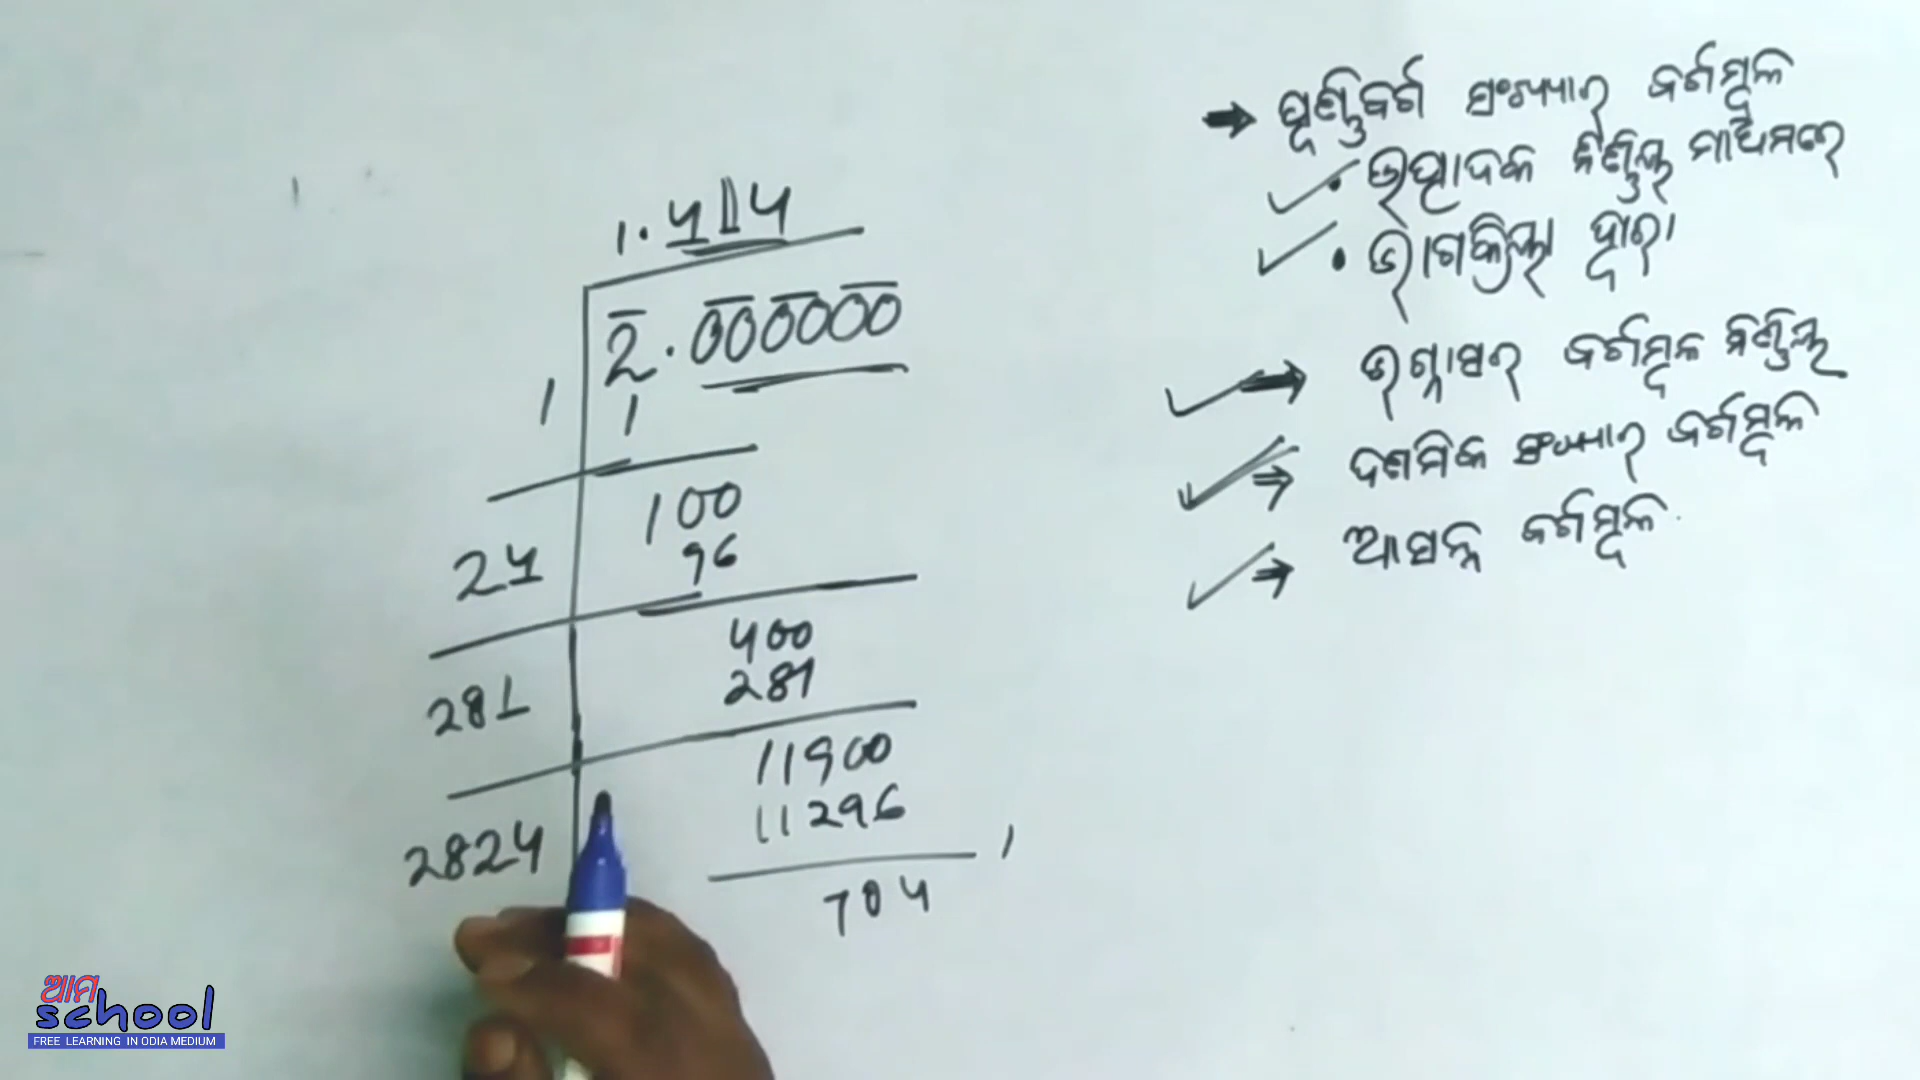 1.414
2.000000
1
1
100
24
96
400
281
281
11900
11296
2824
704
→ ପୂର୍ଣ୍ଣବର୍ଗ ସଂଖ୍ୟାର ବର୍ଗମୂଳ
• ଉତ୍ପାଦକ ନିର୍ଣ୍ଣୟ ମାଧ୍ୟମରେ
• ଭାଗକ୍ରିୟା ଦ୍ଵାରା
→ ଭଗ୍ନାଂଶର ବର୍ଗମୂଳ ନିର୍ଣ୍ଣୟ
⇒ ଦଶମିକ ସଂଖ୍ୟାର ବର୍ଗମୂଳ
⇒ ଆସନ୍ନ ବର୍ଗମୂଳ
ଆମ
school
FREE LEARNING IN ODIA MEDIUM